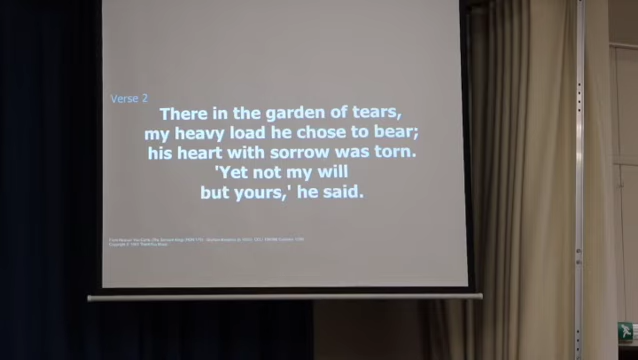 Verse 2
There in the garden of tears,
my heavy load he chose to bear;
his heart with sorrow was torn.
'Yet not my will
but yours,' he said.